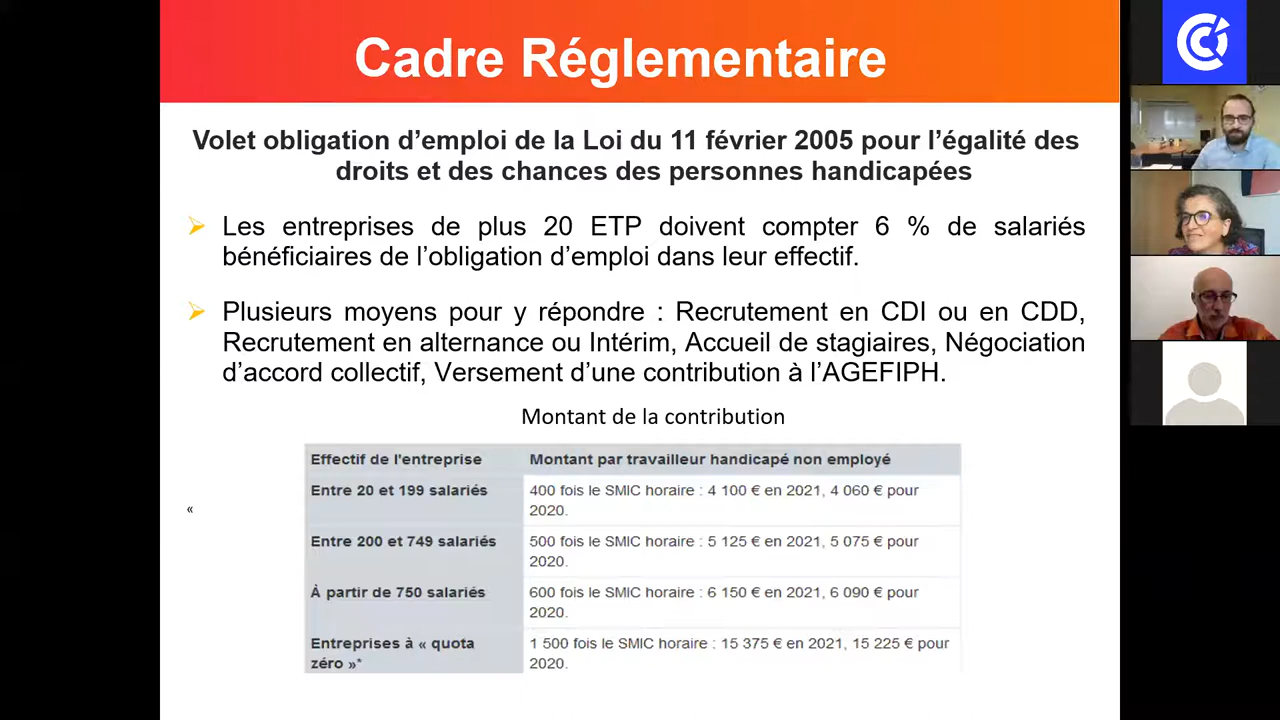 Cadre Réglementaire
Volet obligation d’emploi de la Loi du 11 février 2005 pour l’égalité des
droits et des chances des personnes handicapées
Les entreprises de plus 20 ETP doivent compter 6 % de salariés
bénéficiaires de l’obligation d’emploi dans leur effectif.
Plusieurs moyens pour y répondre : Recrutement en CDI ou en CDD,
Recrutement en alternance ou Intérim, Accueil de stagiaires, Négociation
d’accord collectif, Versement d’une contribution à l’AGEFIPH.
Montant de la contribution
Effectif de l'entreprise Montant par travailleur handicapé non employé
Entre 20 et 199 salariés 400 fois le SMIC horaire : 4 100 € en 2021, 4 060 € pour
2020.
«
Entre 200 et 749 salariés 500 fois le SMIC horaire : 5 125 € en 2021, 5 075 € pour
2020.
À partir de 750 salariés 600 fois le SMIC horaire : 6 150 € en 2021, 6 090 € pour
2020.
Entreprises à « quota 1 500 fois le SMIC horaire : 15 375 € en 2021, 15 225 € pour
zéro »* 2020.